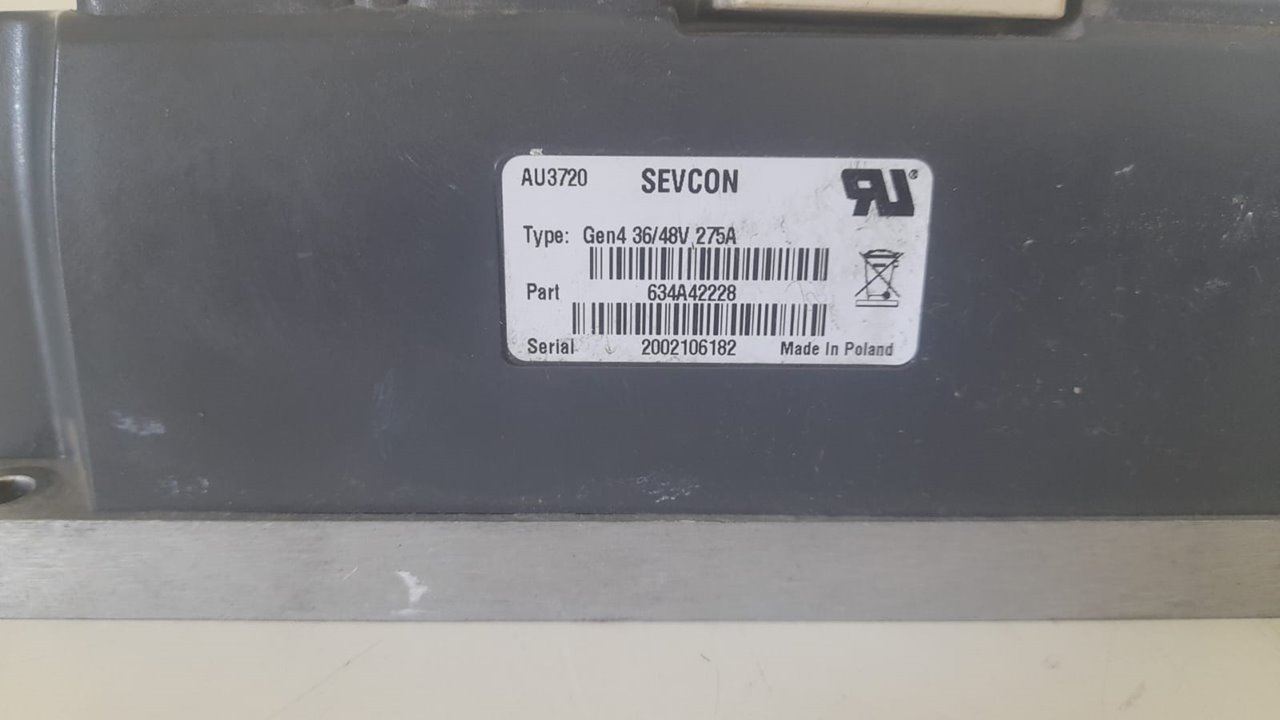 AU3720 SEVCON
Type: Gen4 36/48V 275A
Part 634A42228
Serial 2002106182 Made In Poland